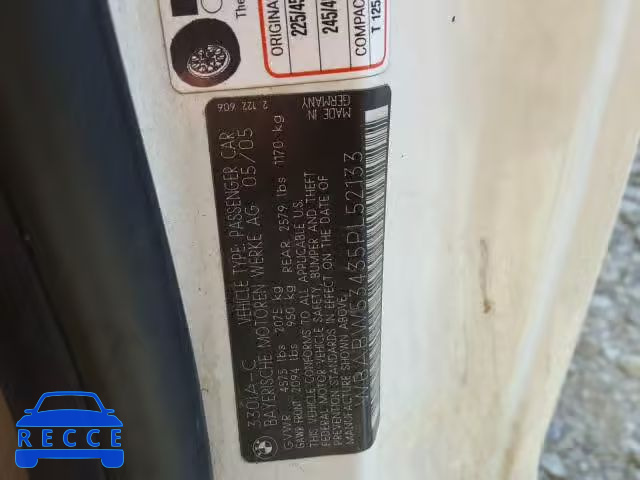 The
ORIGINA
225/45
245/4
COMPAC
T 125
330IA-C VEHICLE TYPE: PASSENGER CAR 2 122 606
BAYERISCHE MOTOREN WERKE AG 05/05
GVWR 4573 lbs 2075 kg
GAWR FRONT 2094 lbs 950 kg REAR 2579 lbs 1170 kg
THIS VEHICLE CONFORMS TO ALL APPLICABLE U.S.
FEDERAL MOTOR VEHICLE SAFETY, BUMPER AND THEFT
PREVENTION STANDARDS IN EFFECT ON THE DATE OF
MANUFACTURE SHOWN ABOVE. MADE IN
GERMANY
WBABW53435PL52133
RECCE